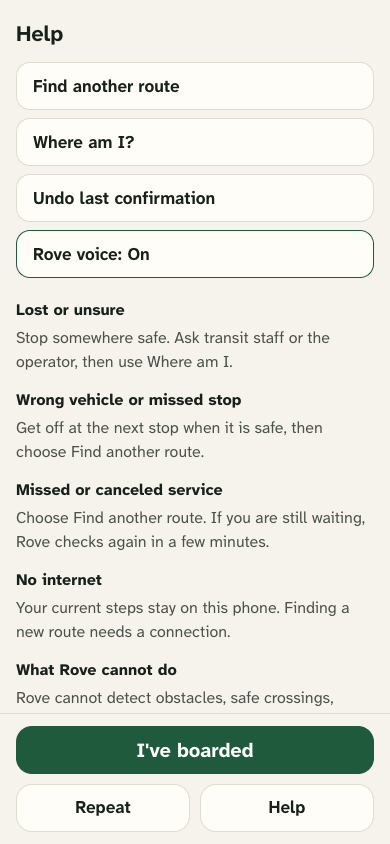 Help
Find another route
Where am I?
Undo last confirmation
Rove voice: On
Lost or unsure
Stop somewhere safe. Ask transit staff or the
operator, then use Where am I.
Wrong vehicle or missed stop
Get off at the next stop when it is safe, then
choose Find another route.
Missed or canceled service
Choose Find another route. If you are still waiting,
Rove checks again in a few minutes.
No internet
Your current steps stay on this phone. Finding a
new route needs a connection.
What Rove cannot do
Rove cannot detect obstacles, safe crossings,
I've boarded
Repeat
Help